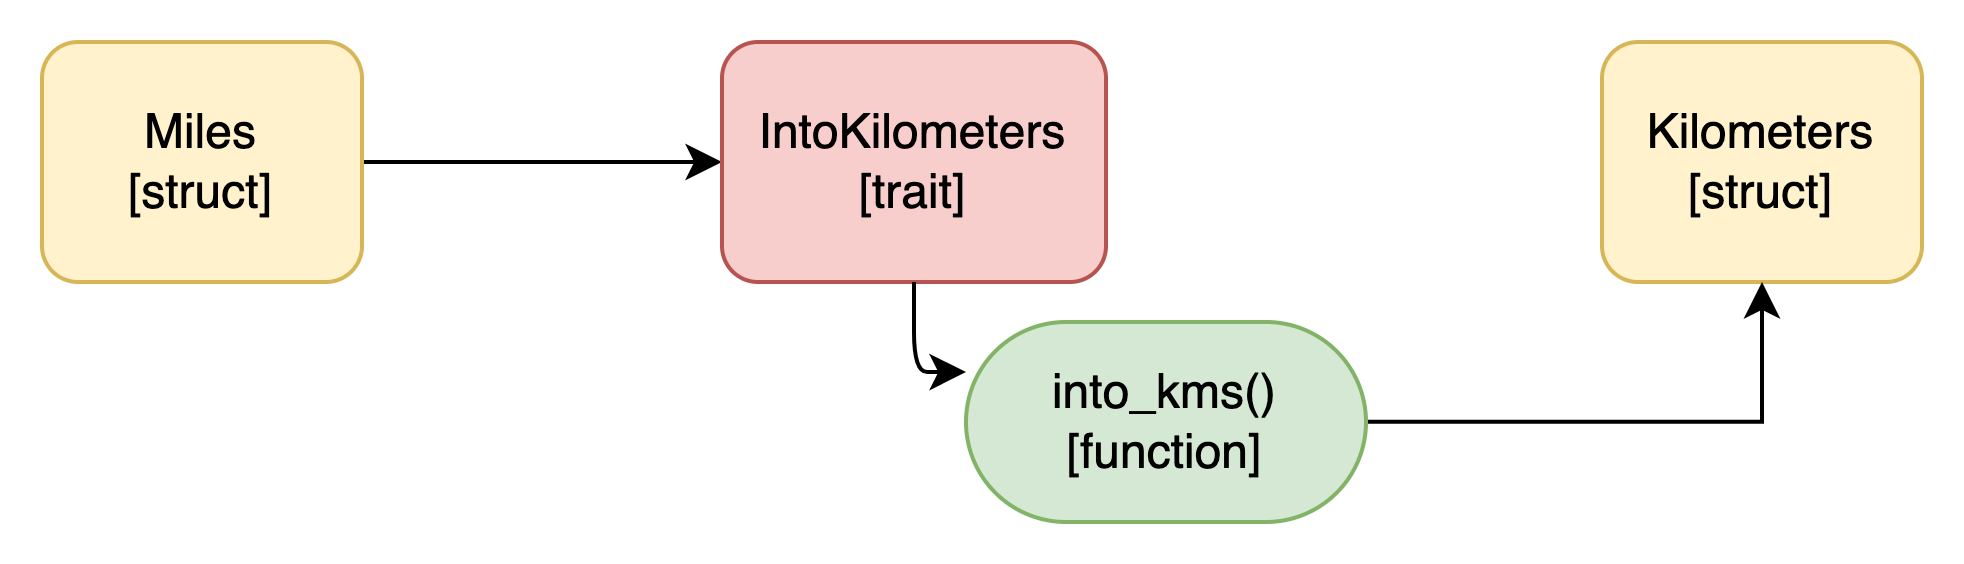 Miles
[struct]
IntoKilometers
[trait]
Kilometers
[struct]
into_kms()
[function]